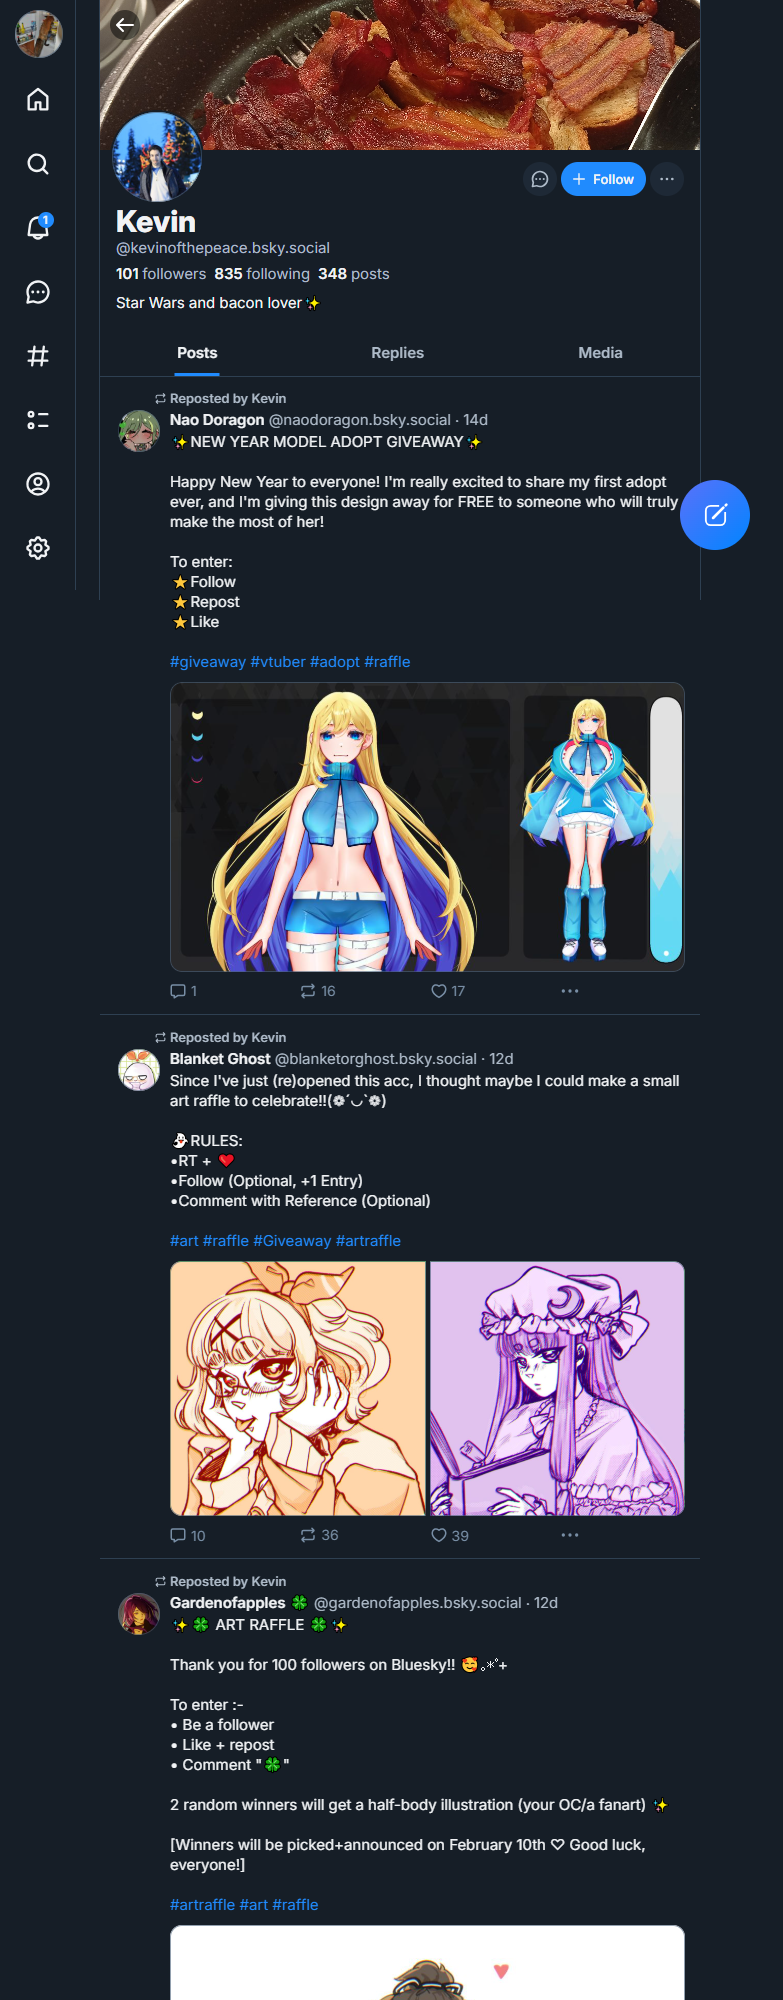 Follow
Kevin
@kevinofthepeace.bsky.social
1
101 followers 835 following 348 posts
Star Wars and bacon lover✨
Posts Replies Media
Reposted by Kevin
Nao Doragon @naodoragon.bsky.social · 14d
✨NEW YEAR MODEL ADOPT GIVEAWAY✨
Happy New Year to everyone! I'm really excited to share my first adopt
ever, and I'm giving this design away for FREE to someone who will truly
make the most of her!
To enter:
⭐Follow
⭐Repost
⭐Like
#giveaway #vtuber #adopt #raffle
1 16 17
Reposted by Kevin
Blanket Ghost @blanketorghost.bsky.social · 12d
Since I've just (re)opened this acc, I thought maybe I could make a small
art raffle to celebrate!!(❁´◡`❁)
👻RULES:
•RT + ❤️
•Follow (Optional, +1 Entry)
•Comment with Reference (Optional)
#art #raffle #Giveaway #artraffle
10 36 39
Reposted by Kevin
Gardenofapples 🍀 @gardenofapples.bsky.social · 12d
✨🍀 ART RAFFLE 🍀✨
Thank you for 100 followers on Bluesky!! 🥰｡*ﾟ+
To enter :-
• Be a follower
• Like + repost
• Comment "🍀"
2 random winners will get a half-body illustration (your OC/a fanart) ✨
[Winners will be picked+announced on February 10th ♡ Good luck,
everyone!]
#artraffle #art #raffle